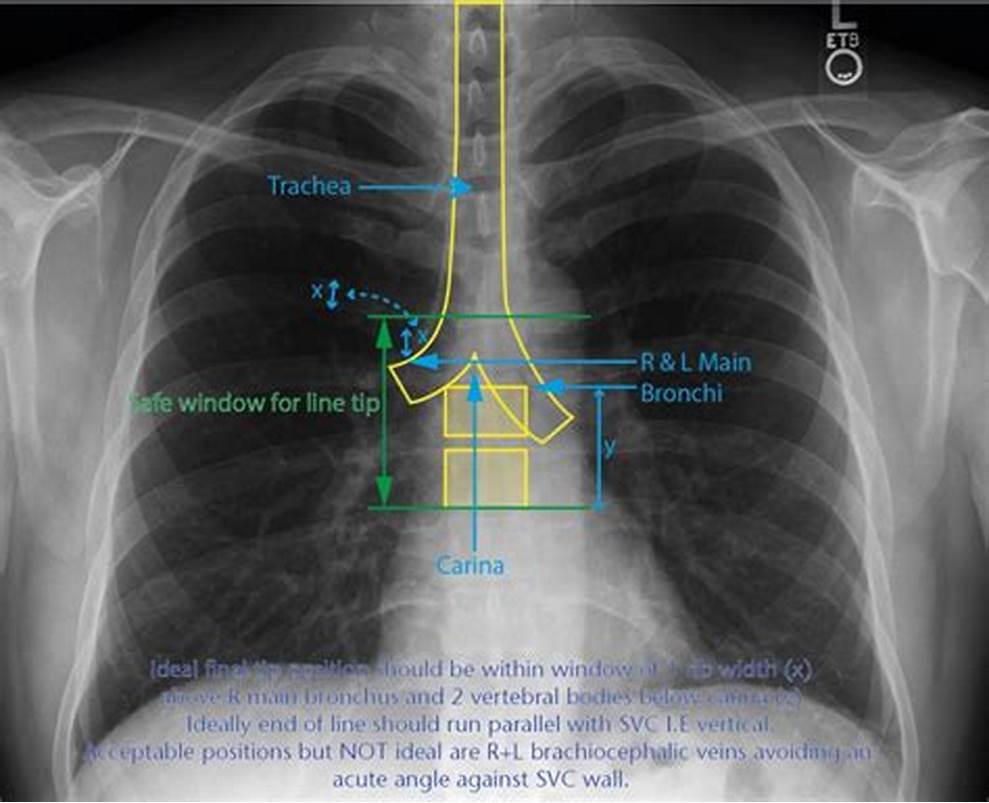 L
ETB
Trachea
x
x
R & L Main
Bronchi
Safe window for line tip
y
Carina
Ideal final tip position should be within window of rib width (x)
above R main bronchus and 2 vertebral bodies below carina
Ideally end of line should run parallel with SVC I.E vertical.
Acceptable positions but NOT ideal are R+L brachiocephalic veins avoiding an
acute angle against SVC wall.